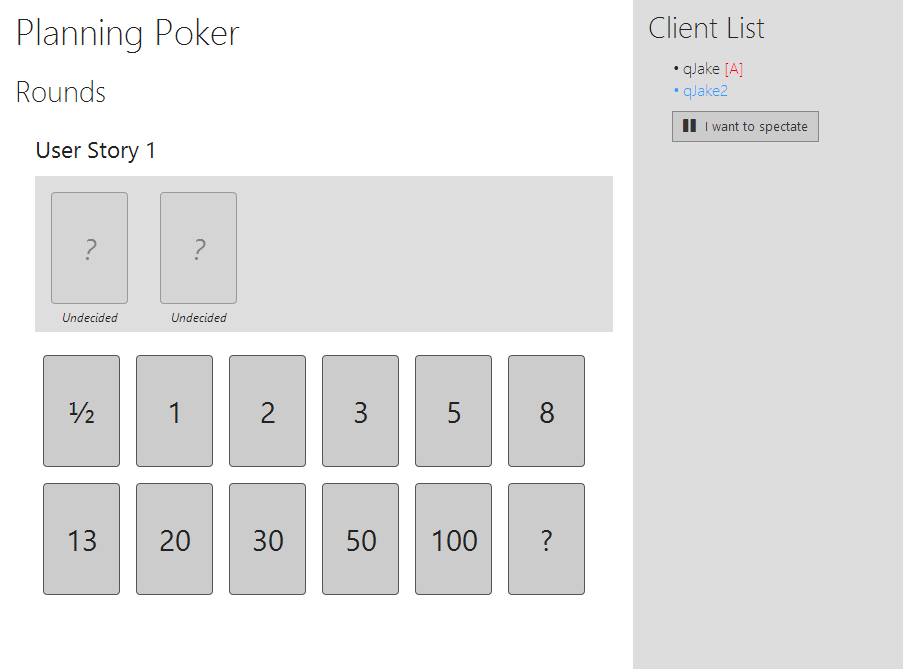 Planning Poker
Rounds
User Story 1
? ?
Undecided Undecided
½ 1 2 3 5 8
13 20 30 50 100 ?
Client List
• qJake [A]
• qJake2
I want to spectate